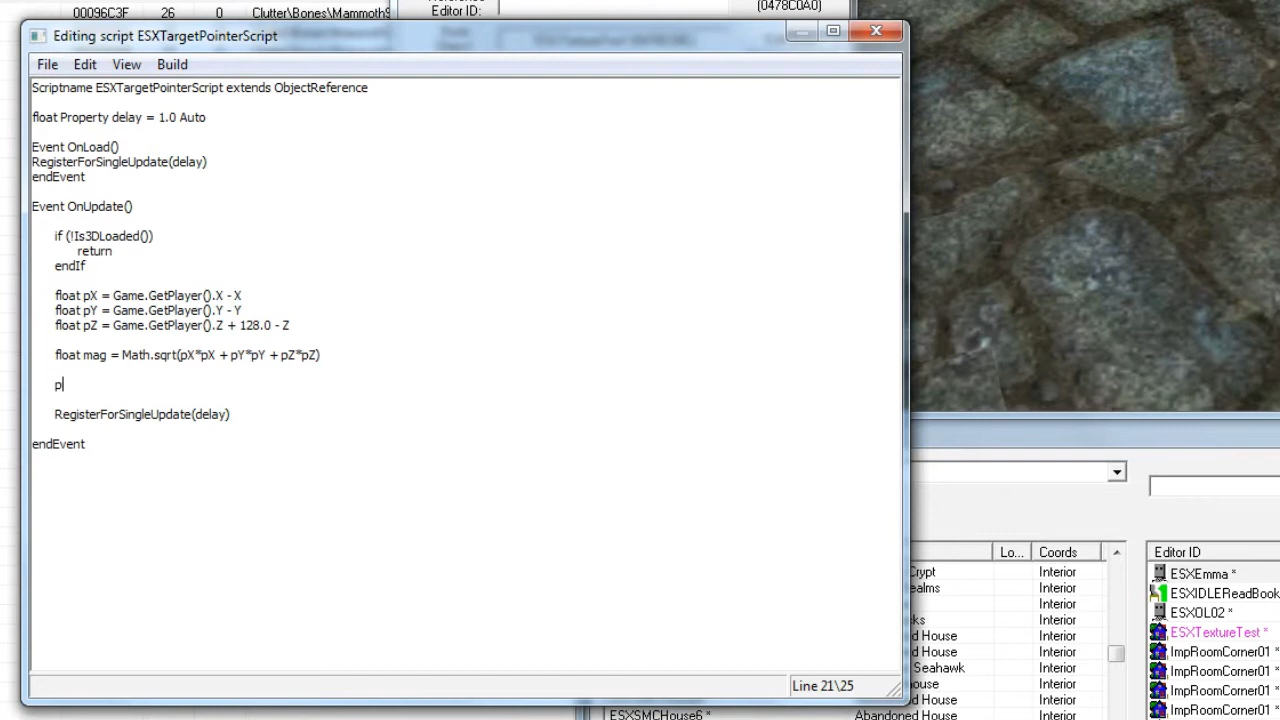 00096C3F 26 0 Clutter\Bones\Mammoth
Editor ID:
(0478C0A0)
Editing script ESXTargetPointerScript
File Edit View Build
Scriptname ESXTargetPointerScript extends ObjectReference
float Property delay = 1.0 Auto
Event OnLoad()
RegisterForSingleUpdate(delay)
endEvent
Event OnUpdate()
if (!Is3DLoaded())
return
endIf
float pX = Game.GetPlayer().X - X
float pY = Game.GetPlayer().Y - Y
float pZ = Game.GetPlayer().Z + 128.0 - Z
float mag = Math.sqrt(pX*pX + pY*pY + pZ*pZ)
p
RegisterForSingleUpdate(delay)
endEvent
Line 21\25
Lo... Coords
Crypt Interior
ealms Interior
Interior
ks Interior
d House Interior
d House Interior
Seahawk Interior
house Interior
d House Interior
ESXSMCHouse6 * Abandoned House Interior
Editor ID
ESXEmma *
ESXIDLEReadBook
ESXOL02 *
ESXTextureTest *
ImpRoomCorner01 *
ImpRoomCorner01 *
ImpRoomCorner01 *
ImpRoomCorner01 *